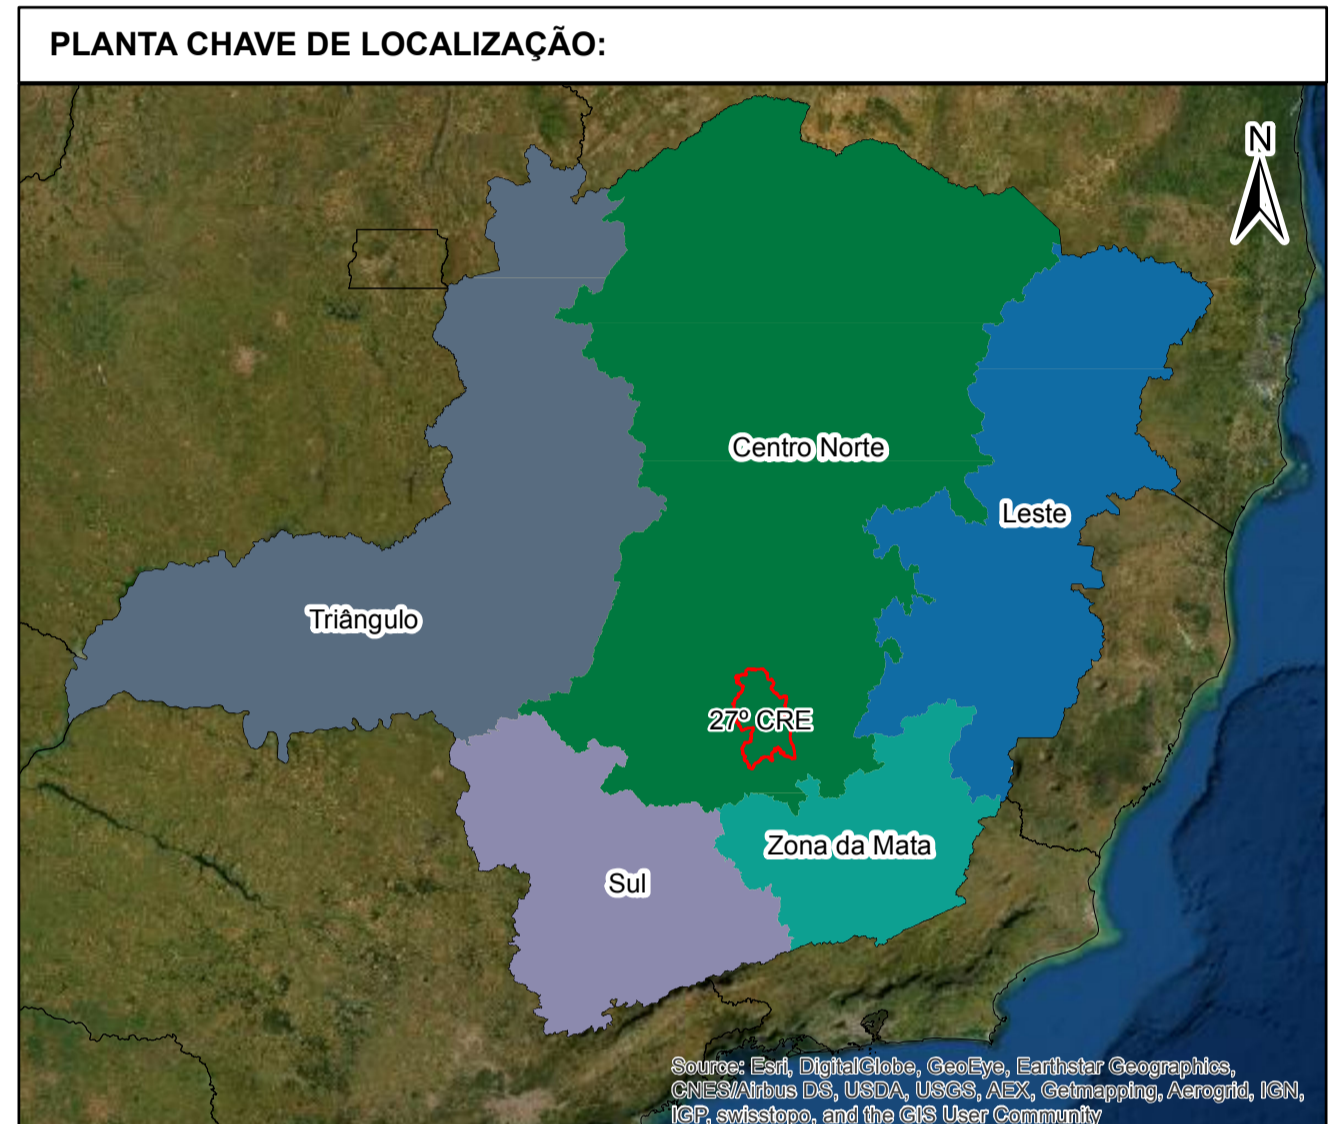 PLANTA CHAVE DE LOCALIZAÇÃO:
N
Centro Norte
Leste
Triângulo
27º CRE
Zona da Mata
Sul
Source: Esri, DigitalGlobe, GeoEye, Earthstar Geographics,
CNES/Airbus DS, USDA, USGS, AEX, Getmapping, Aerogrid, IGN,
IGP, swisstopo, and the GIS User Community